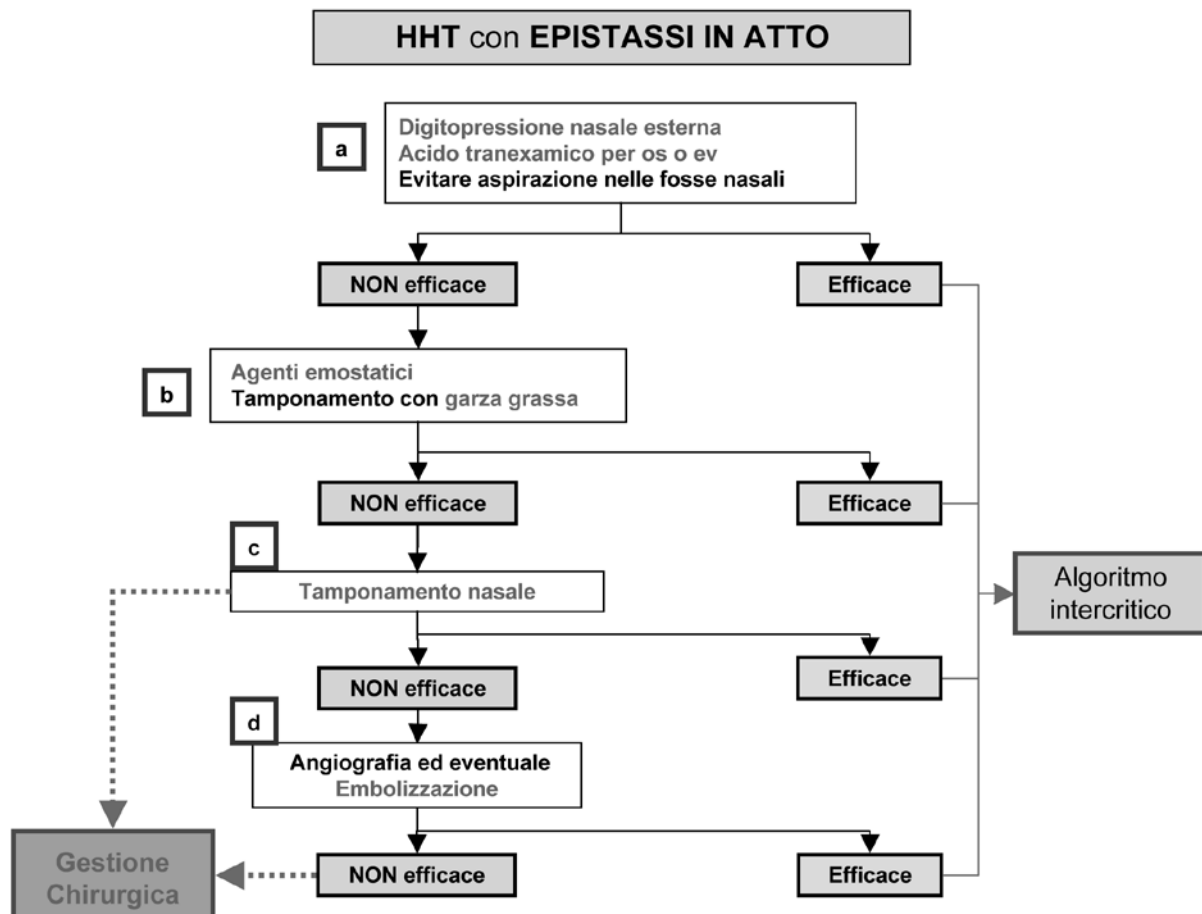 HHT con EPISTASSI IN ATTO
a
Digitopressione nasale esterna
Acido tranexamico per os o ev
Evitare aspirazione nelle fosse nasali
NON efficace
Efficace
b
Agenti emostatici
Tamponamento con garza grassa
NON efficace
Efficace
c
Tamponamento nasale
Algoritmo
intercritico
NON efficace
Efficace
d
Angiografia ed eventuale
Embolizzazione
Gestione
Chirurgica
NON efficace
Efficace